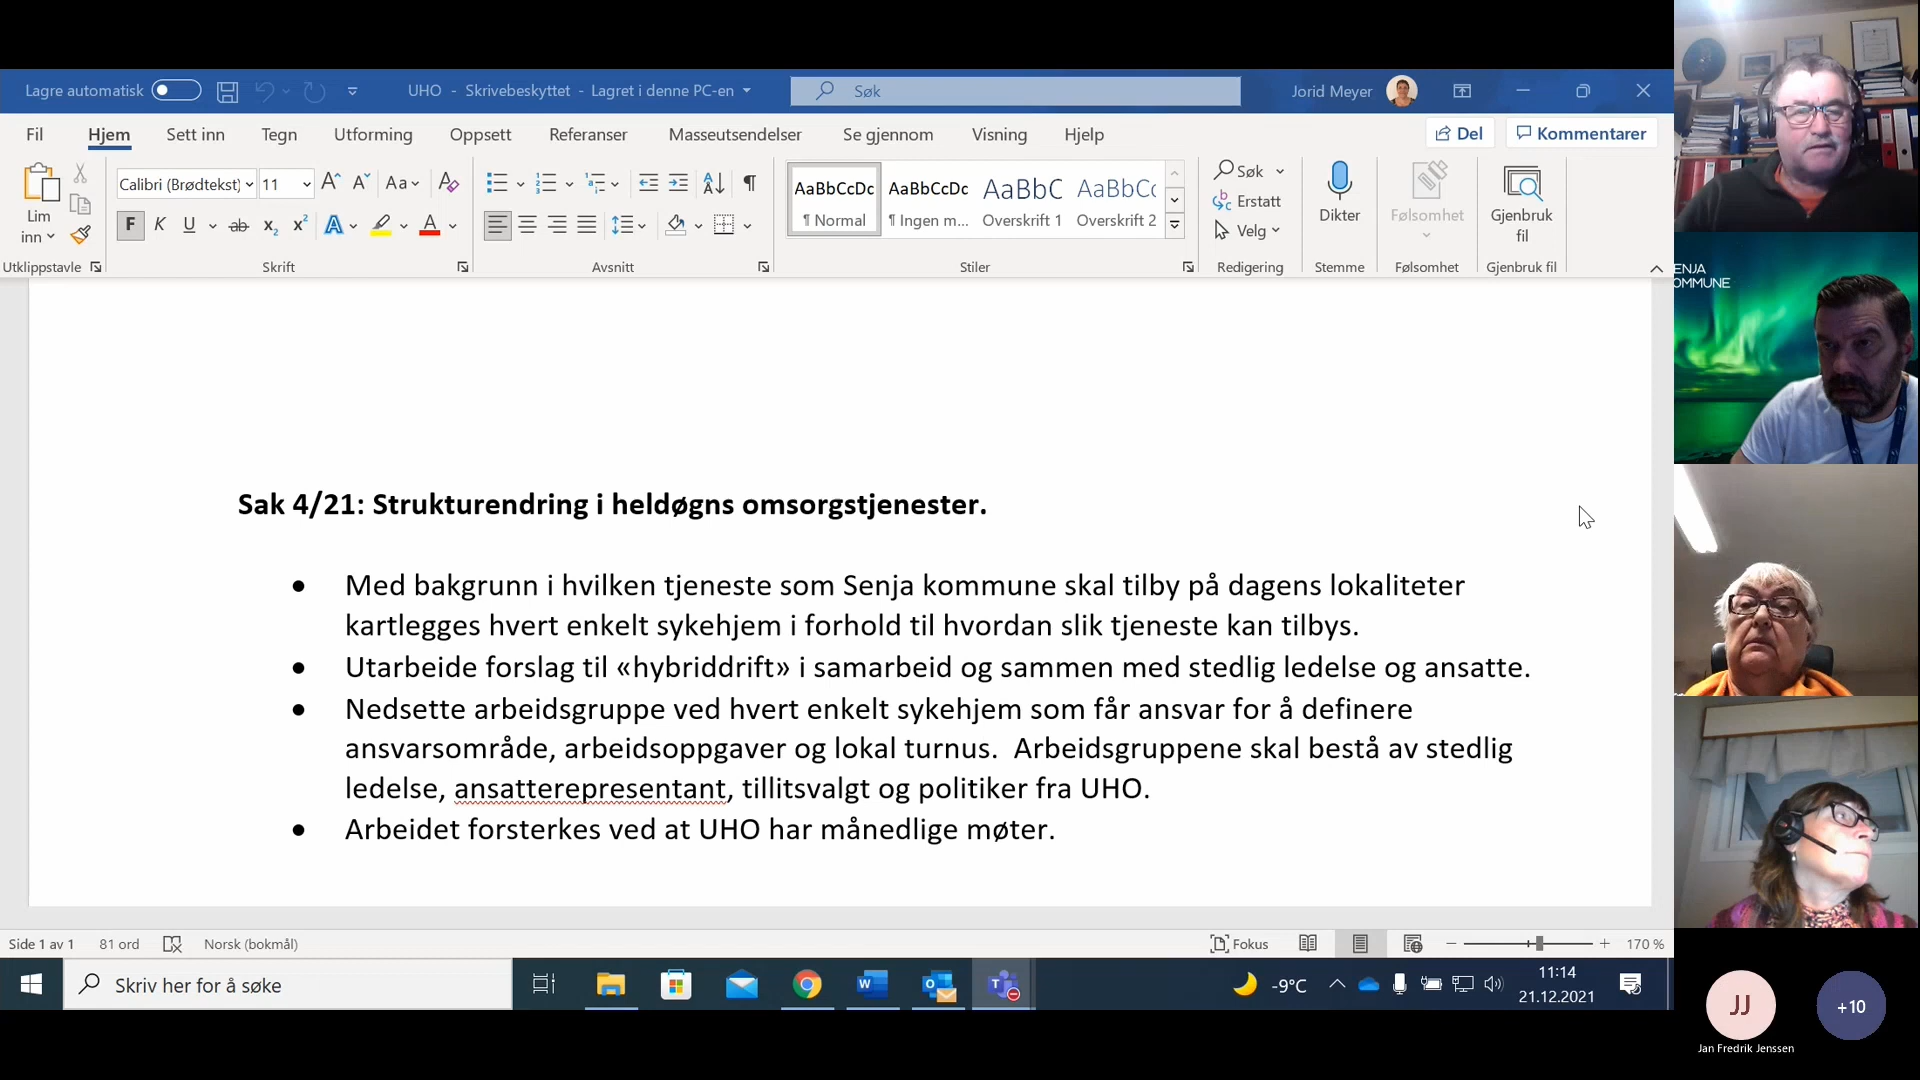 Lagre automatisk
UHO - Skrivebeskyttet - Lagret i denne PC-en
Søk
Jorid Meyer
Fil Hjem Sett inn Tegn Utforming Oppsett Referanser Masseutsendelser Se gjennom Visning Hjelp
Del Kommentarer
Lim
inn
Utklippstavle
Calibri (Brødtekst) 11
Aa
F K U ab x₂ x² A A
Skrift
Avsnitt
AaBbCcDc AaBbCcDc AaBbC AaBbCc
¶ Normal ¶ Ingen m... Overskrift 1 Overskrift 2
Stiler
Søk
Erstatt
Velg
Redigering
Dikter
Stemme
Følsomhet
Følsomhet
Gjenbruk
fil
Gjenbruk fil
ENJA
OMMUNE
Sak 4/21: Strukturendring i heldøgns omsorgstjenester.
• Med bakgrunn i hvilken tjeneste som Senja kommune skal tilby på dagens lokaliteter
kartlegges hvert enkelt sykehjem i forhold til hvordan slik tjeneste kan tilbys.
• Utarbeide forslag til «hybriddrift» i samarbeid og sammen med stedlig ledelse og ansatte.
• Nedsette arbeidsgruppe ved hvert enkelt sykehjem som får ansvar for å definere
ansvarsområde, arbeidsoppgaver og lokal turnus.  Arbeidsgruppene skal bestå av stedlig
ledelse, ansatterepresentant, tillitsvalgt og politiker fra UHO.
• Arbeidet forsterkes ved at UHO har månedlige møter.
Side 1 av 1 81 ord Norsk (bokmål)
Fokus
170 %
Skriv her for å søke
-9°C
11:14
21.12.2021
JJ
+10
Jan Fredrik Jenssen